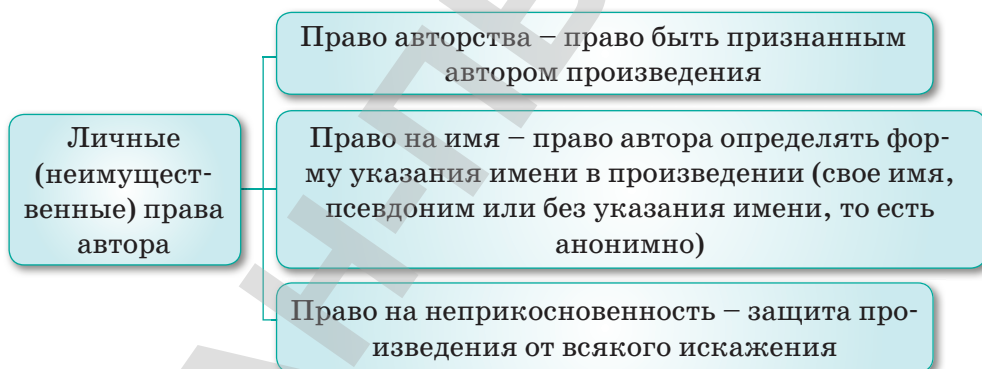 Право авторства – право быть признанным
автором произведения
Личные
(неимущест-
венные) права
автора
Право на имя – право автора определять фор-
му указания имени в произведении (свое имя,
псевдоним или без указания имени, то есть
анонимно)
Право на неприкосновенность – защита про-
изведения от всякого искажения